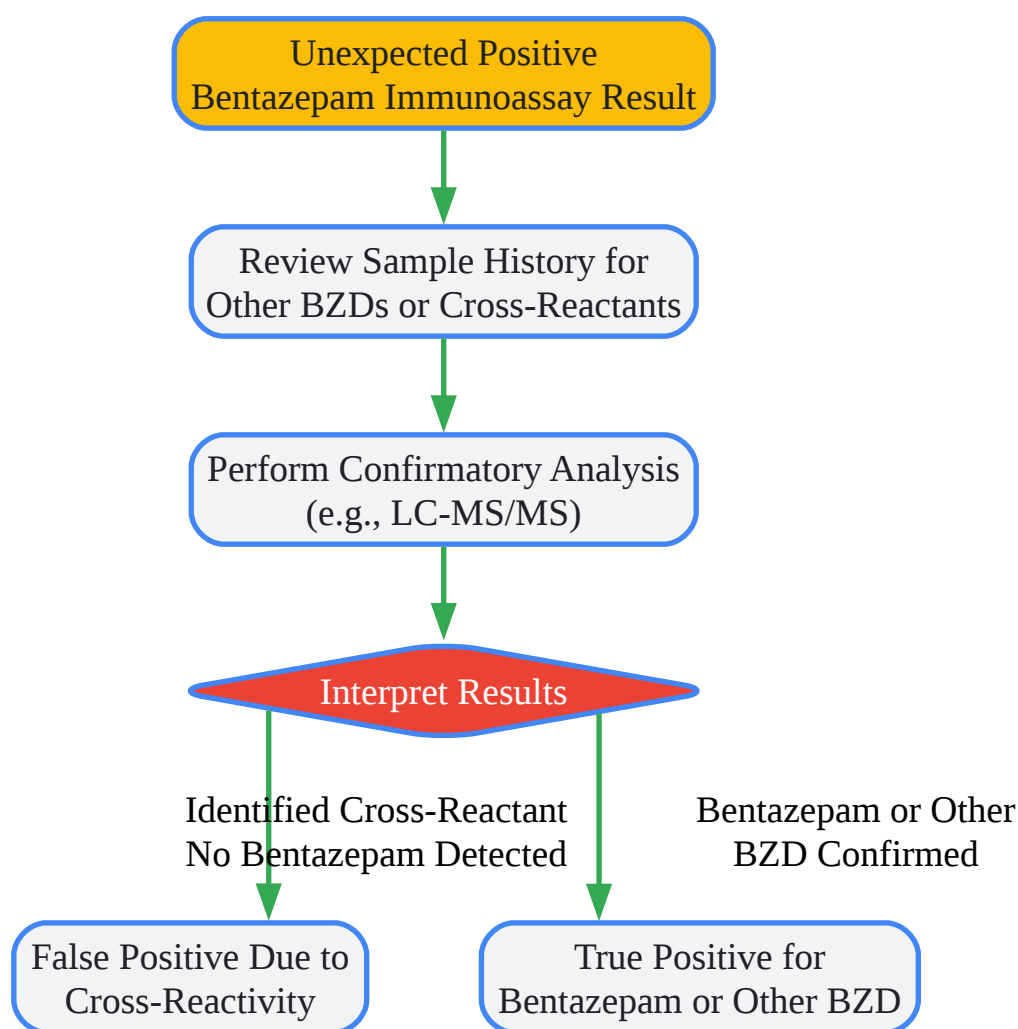 Unexpected Positive
Bentazepam Immunoassay Result
Review Sample History for
Other BZDs or Cross-Reactants
Perform Confirmatory Analysis
(e.g., LC-MS/MS)
Interpret Results
Identified Cross-Reactant
No Bentazepam Detected
Bentazepam or Other
BZD Confirmed
False Positive Due to
Cross-Reactivity
True Positive for
Bentazepam or Other BZD